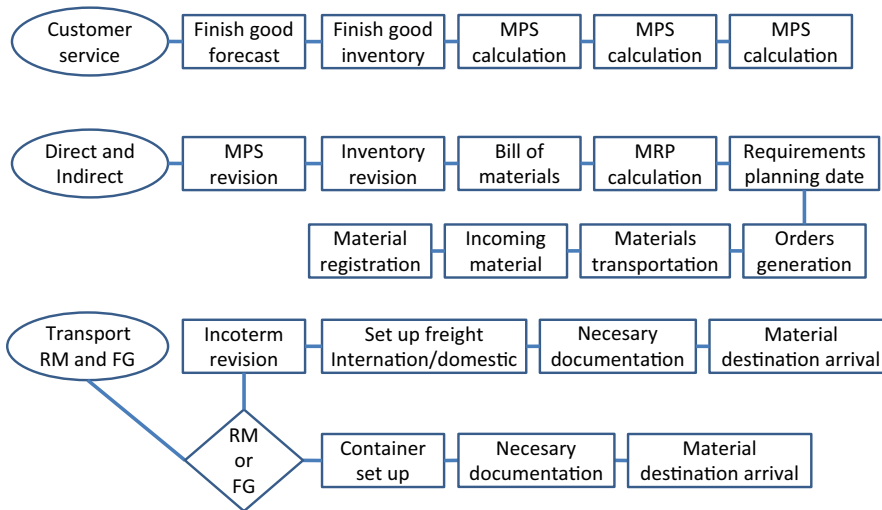 Customer
service
Finish good
forecast
Finish good
inventory
MPS
calculation
MPS
calculation
MPS
calculation
Direct and
Indirect
MPS
revision
Inventory
revision
Bill of
materials
MRP
calculation
Requirements
planning date
Material
registration
Incoming
material
Materials
transportation
Orders
generation
Transport
RM and FG
Incoterm
revision
Set up freight
Internation/domestic
Necesary
documentation
Material
destination arrival
RM
or
FG
Container
set up
Necesary
documentation
Material
destination arrival